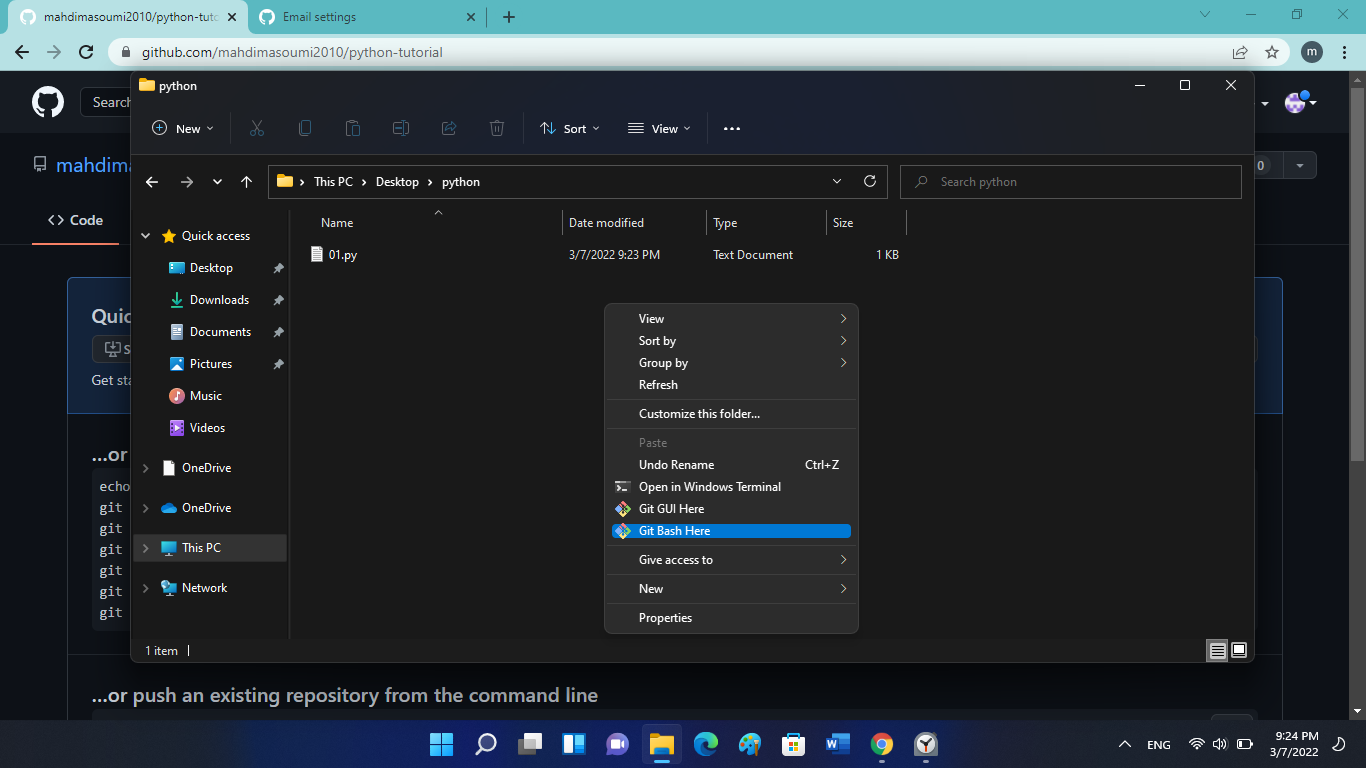 mahdimasoumi2010/python-tuto
Email settings
github.com/mahdimasoumi2010/python-tutorial
m
python
Search
New
Sort
View
mahdima
0
This PC
Desktop
python
Search python
Code
Name
Date modified
Type
Size
Quick access
01.py
3/7/2022 9:23 PM
Text Document
1 KB
Desktop
Downloads
Documents
Pictures
Music
Videos
OneDrive
OneDrive
This PC
Network
View
Sort by
Group by
Refresh
Customize this folder...
Paste
Undo Rename Ctrl+Z
Open in Windows Terminal
Git GUI Here
Git Bash Here
Give access to
New
Properties
Quic
S
Get sta
...or
echo
git
git
git
git
git
git
1 item
...or push an existing repository from the command line
ENG
9:24 PM
3/7/2022